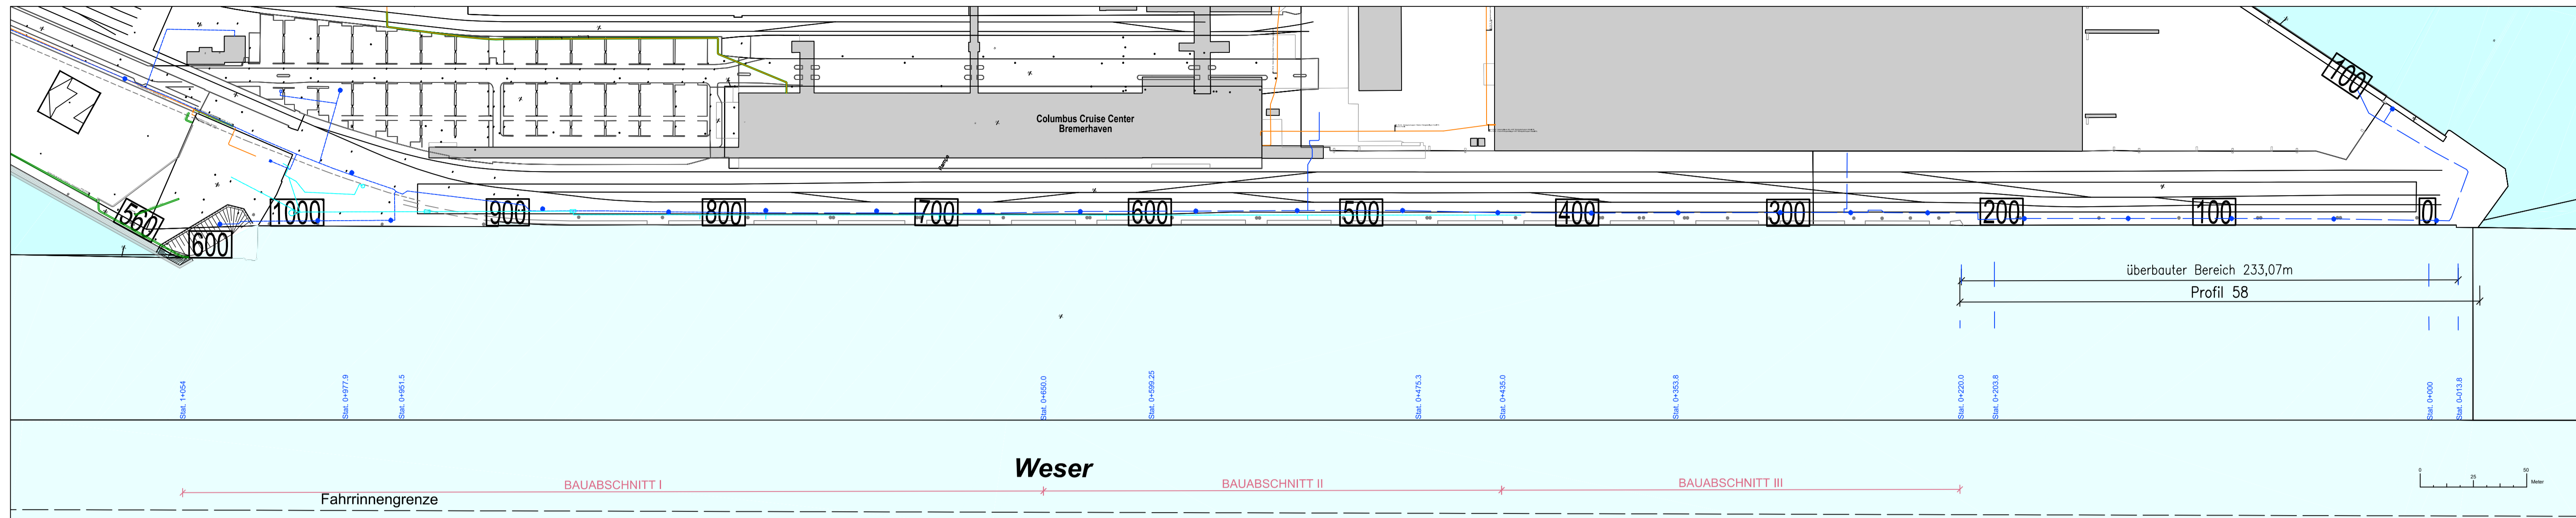 Columbus Cruise Center
Bremerhaven
Rampe
100
560
600
1000
900
800
700
600
500
400
300
200
100
0
überbauter Bereich 233,07m
Profil 58
Stat. 1+054
Stat. 0+977.9
Stat. 0+951.5
Stat. 0+650.0
Stat. 0+599.25
Stat. 0+475.3
Stat. 0+435.0
Stat. 0+353.8
Stat. 0+220.0
Stat. 0+203.8
Stat. 0+000
Stat. 0-013.8
Weser
BAUABSCHNITT I
BAUABSCHNITT II
BAUABSCHNITT III
Fahrrinnengrenze
0
25
50
Meter